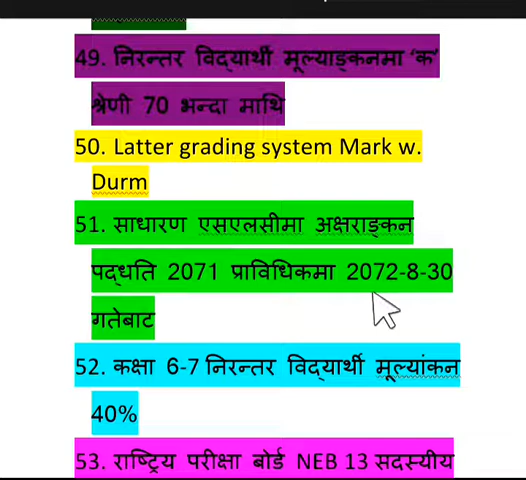 49. निरन्तर विद्यार्थी मूल्याङ्कनमा ‘क’
श्रेणी 70 भन्दा माथि
50. Latter grading system Mark w.
Durm
51. साधारण एसएलसीमा अक्षराङ्कन
पद्धति 2071 प्राविधिकमा 2072-8-30
गतेबाट
52. कक्षा 6-7 निरन्तर विद्यार्थी मूल्यांकन
40%
53. राष्ट्रिय परीक्षा बोर्ड NEB 13 सदस्यीय